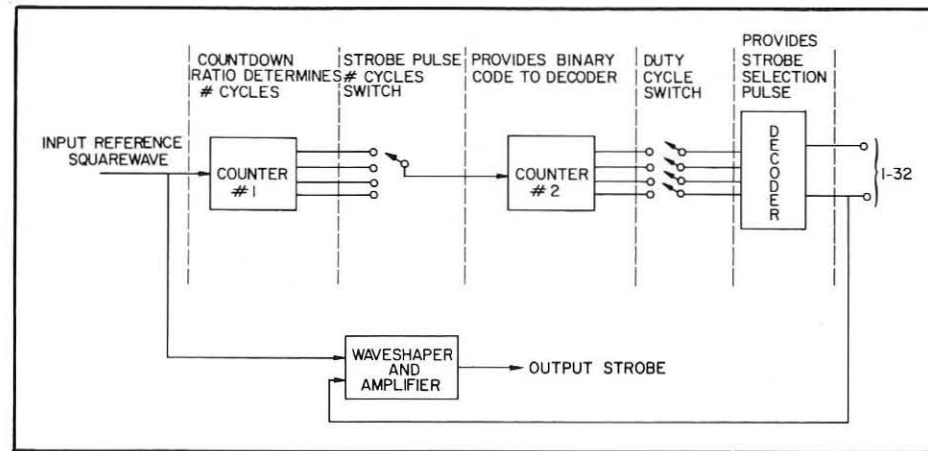 COUNTDOWN
RATIO DETERMINES
# CYCLES
STROBE PULSE
# CYCLES
SWITCH
PROVIDES BINARY
CODE TO DECODER
DUTY
CYCLE
SWITCH
PROVIDES
STROBE
SELECTION
PULSE
INPUT REFERENCE
SQUAREWAVE
COUNTER
#1
COUNTER
#2
DECODER
1-32
WAVESHAPER
AND
AMPLIFIER
OUTPUT STROBE